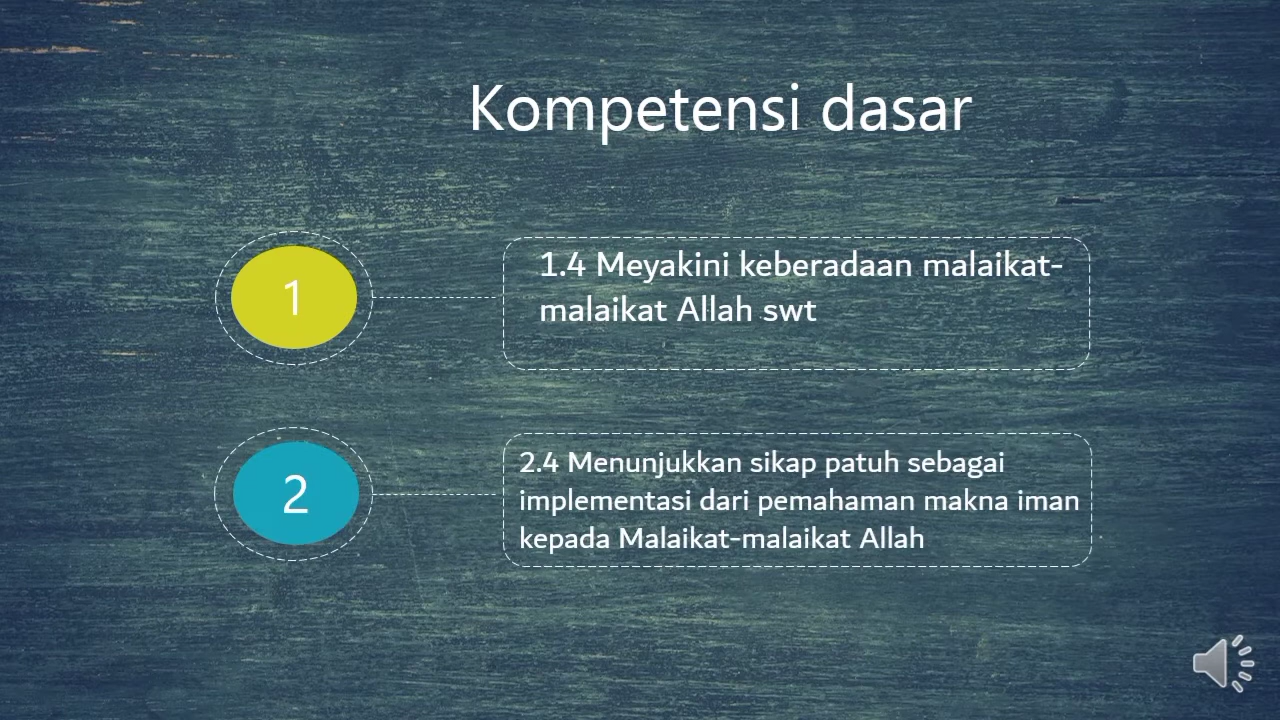 Kompetensi dasar
1
1.4 Meyakini keberadaan malaikat-
malaikat Allah swt
2
2.4 Menunjukkan sikap patuh sebagai
implementasi dari pemahaman makna iman
kepada Malaikat-malaikat Allah